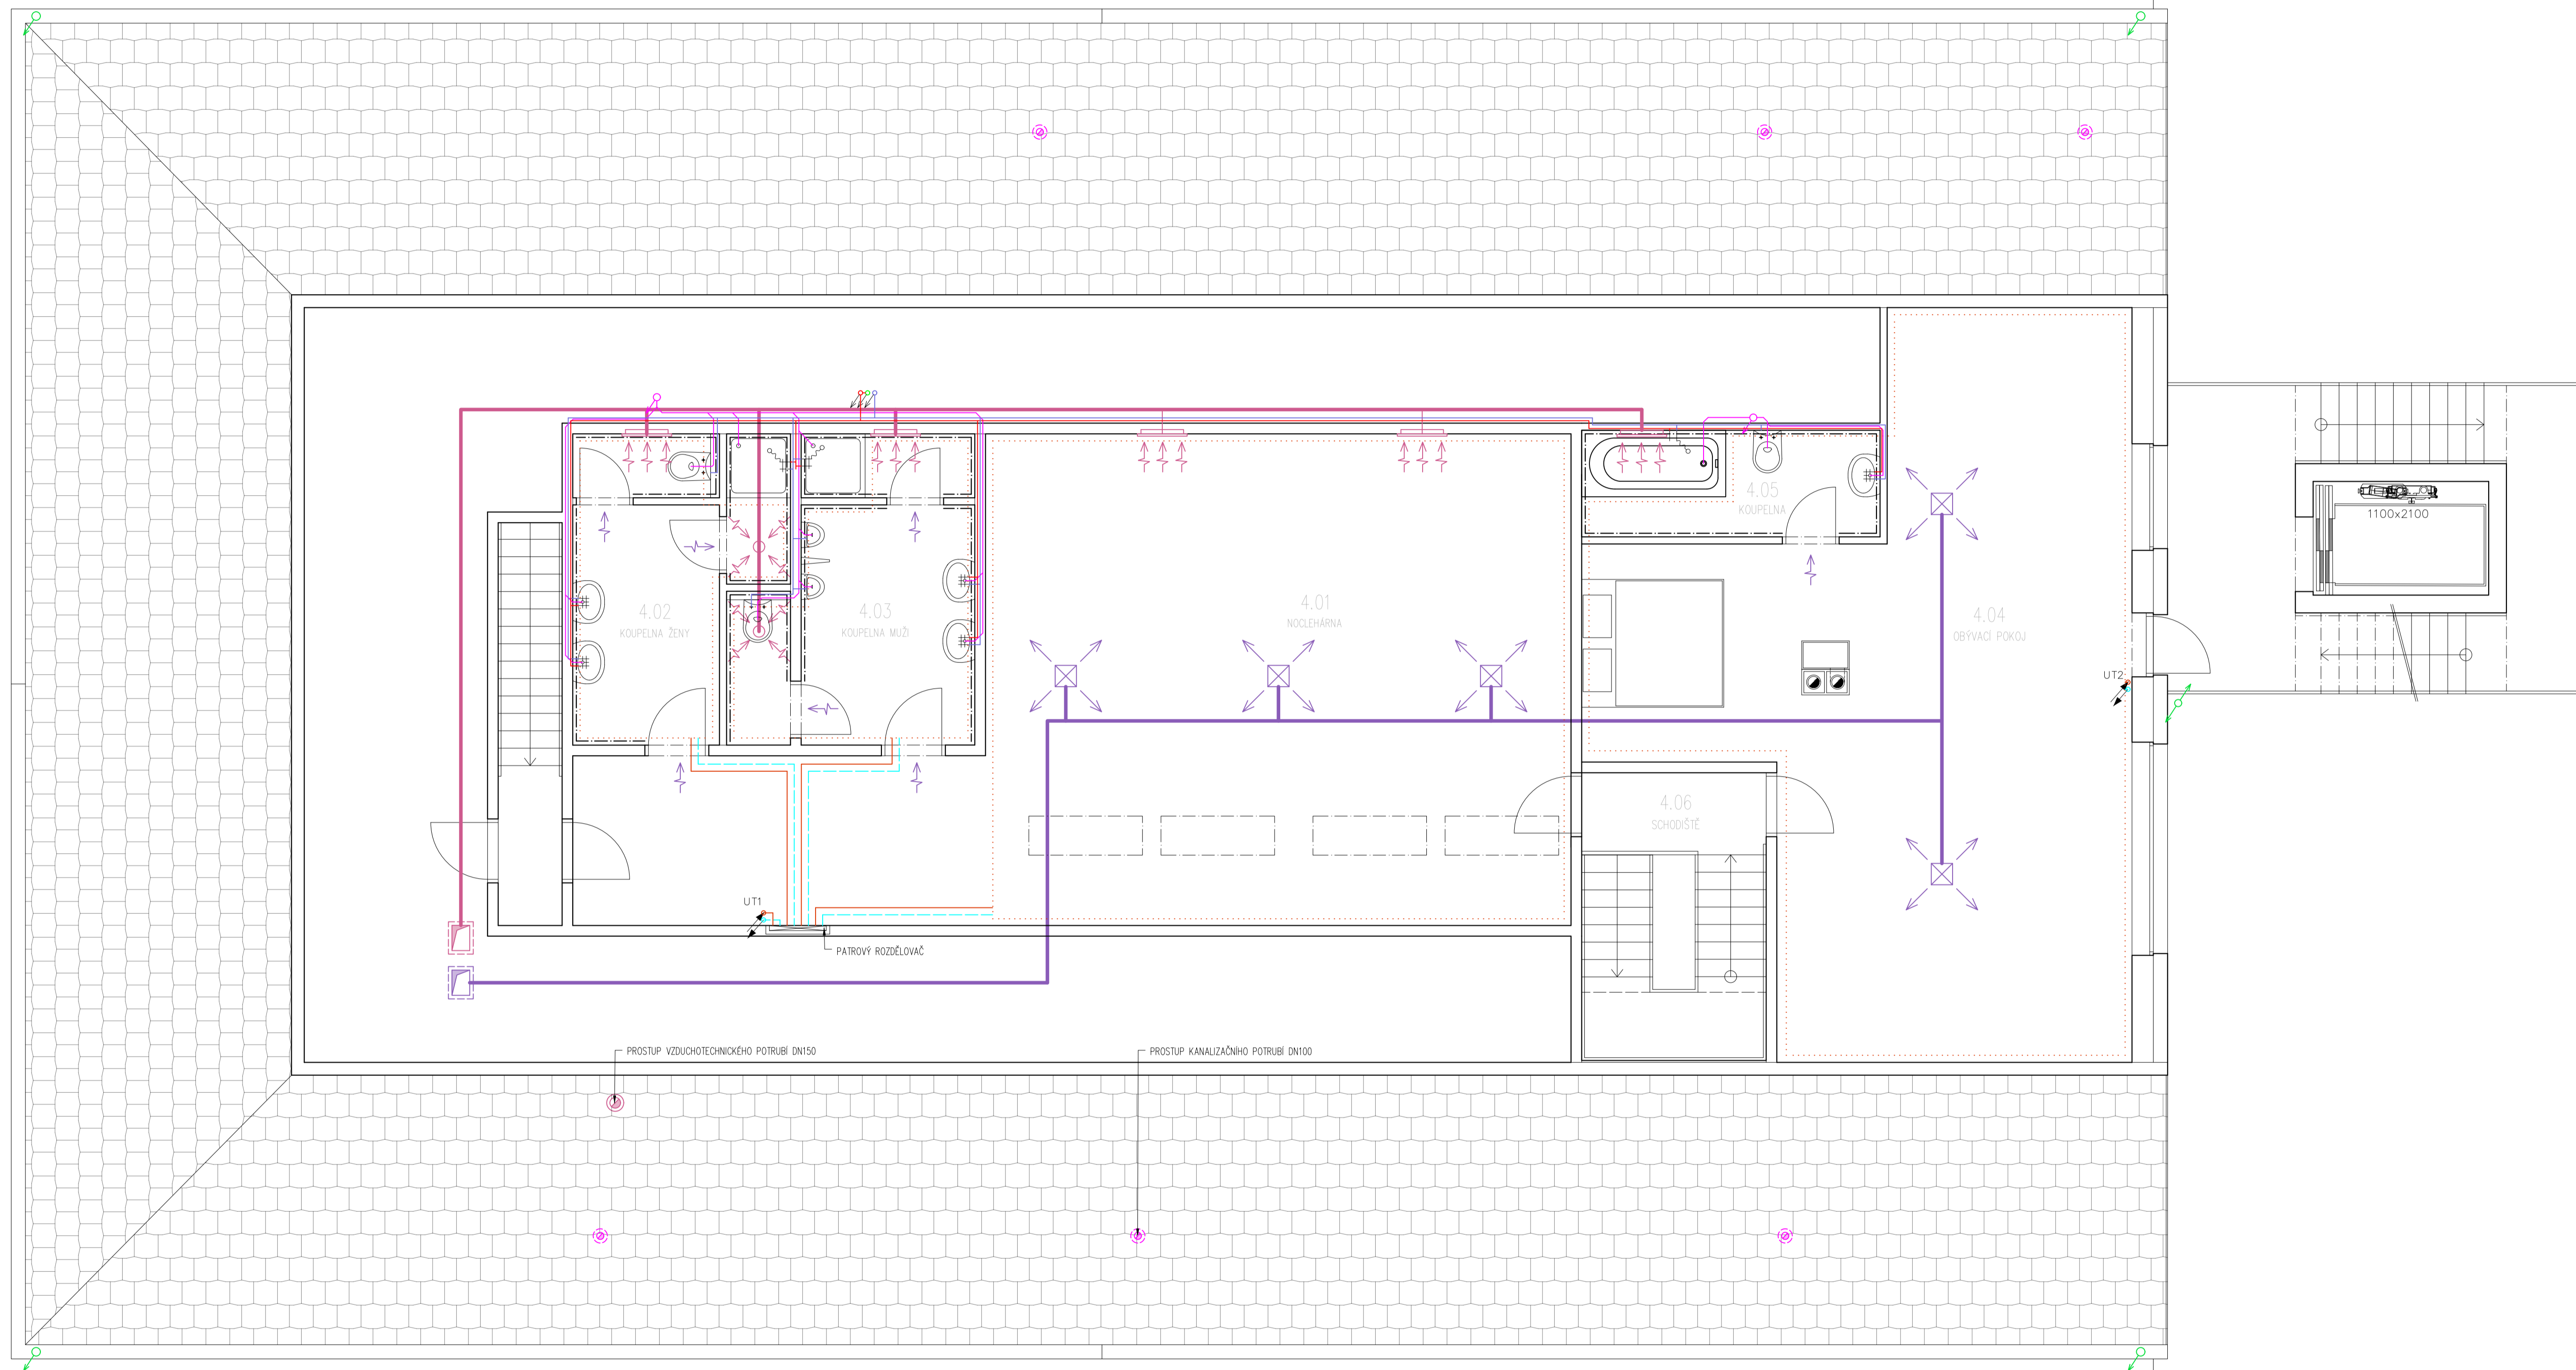 1100x2100
4.05
KOUPELNA
4.02
KOUPELNA ŽENY
4.03
KOUPELNA MUŽI
4.01
NOCLEHÁRNA
4.04
OBÝVACÍ POKOJ
UT2
4.06
SCHODIŠTĚ
UT1
PATROVÝ ROZDĚLOVAČ
PROSTUP VZDUCHOTECHNICKÉHO POTRUBÍ DN150
PROSTUP KANALIZAČNÍHO POTRUBÍ DN100